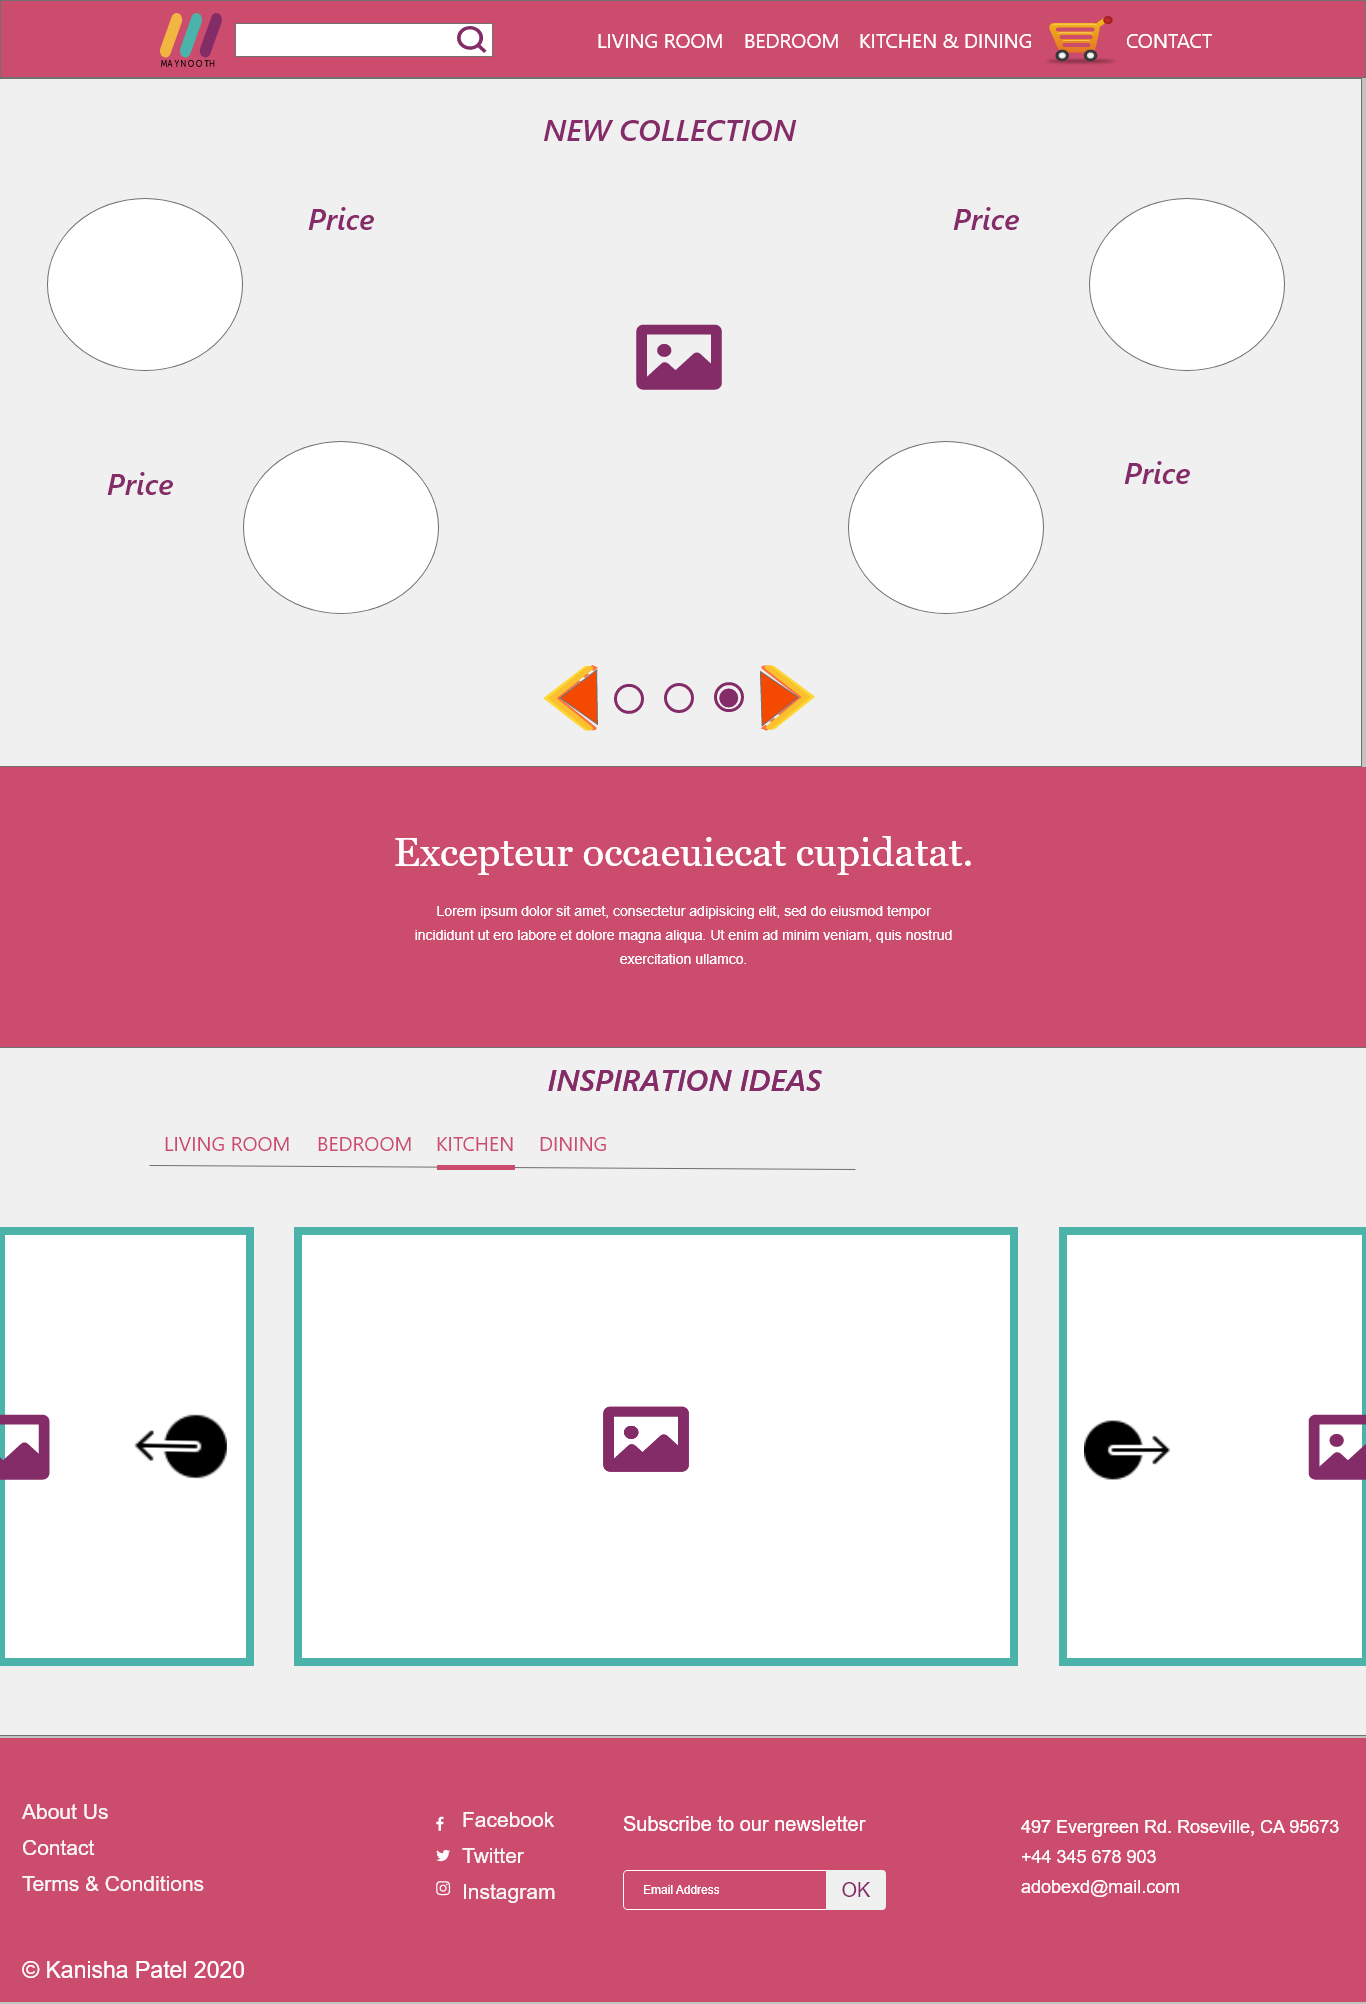 MAYNOOTH
LIVING ROOM
BEDROOM
KITCHEN & DINING
CONTACT
NEW COLLECTION
Price
Price
Price
Price
Excepteur occaeuiecat cupidatat.
Lorem ipsum dolor sit amet, consectetur adipisicing elit, sed do eiusmod tempor
incididunt ut ero labore et dolore magna aliqua. Ut enim ad minim veniam, quis nostrud
exercitation ullamco.
INSPIRATION IDEAS
LIVING ROOM
BEDROOM
KITCHEN
DINING
About Us
Contact
Terms & Conditions
Facebook
Twitter
Instagram
Subscribe to our newsletter
Email Address
OK
497 Evergreen Rd. Roseville, CA 95673
+44 345 678 903
adobexd@mail.com
© Kanisha Patel 2020